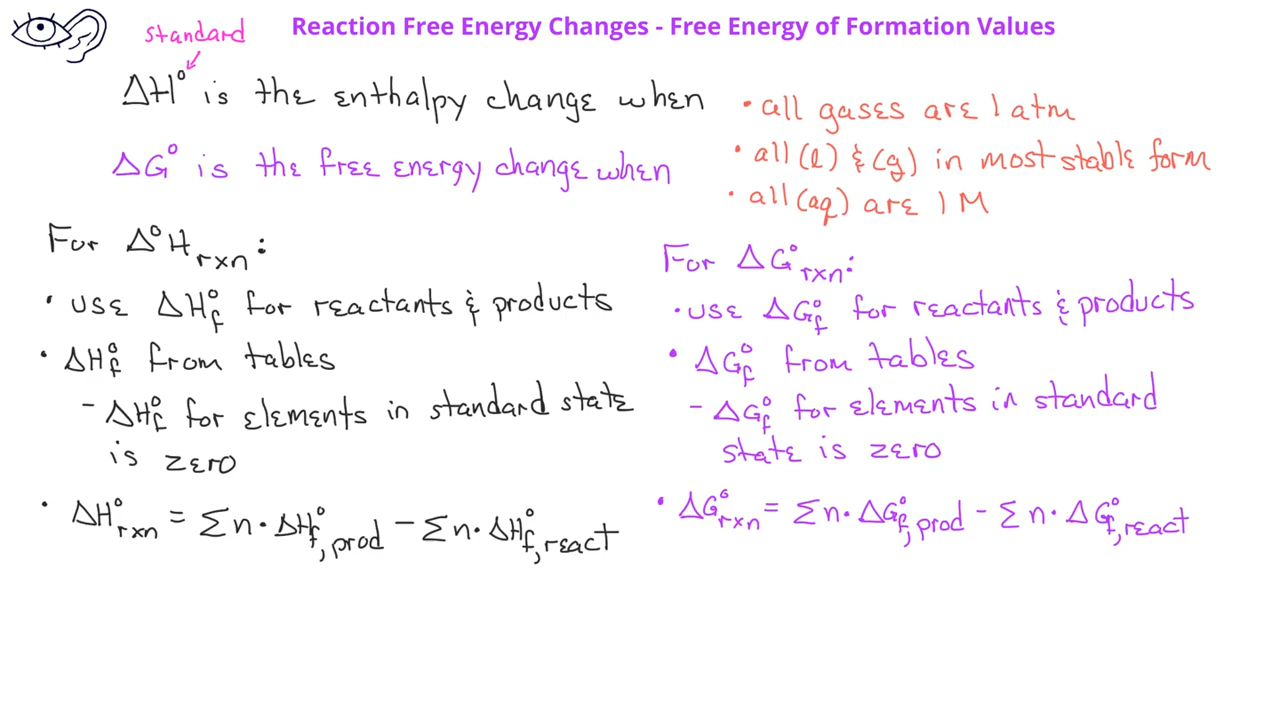 Reaction Free Energy Changes - Free Energy of Formation Values
standard
ΔH° is the enthalpy change when
ΔG° is the free energy change when
• all gases are 1 atm
• all (l) & (g) in most stable form
• all (aq) are 1 M
For Δ°H rxn:
• use ΔH°f for reactants & products
• ΔH°f from tables
- ΔH°f for elements in standard state
is zero
• ΔH°rxn = Σn·ΔH°f,prod − Σn·ΔH°f,react
For ΔG°rxn:
• use ΔG°f for reactants & products
• ΔG°f from tables
- ΔG°f for elements in standard
state is zero
• ΔG°rxn = Σn·ΔG°f,prod − Σn·ΔG°f,react